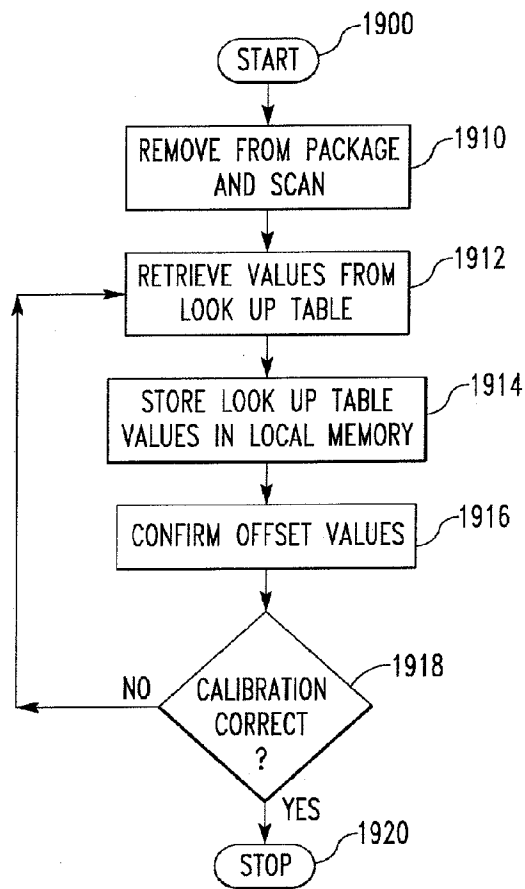 1900
START
1910
REMOVE FROM PACKAGE
AND SCAN
1912
RETRIEVE VALUES FROM
LOOK UP TABLE
1914
STORE LOOK UP TABLE
VALUES IN LOCAL MEMORY
1916
CONFIRM OFFSET VALUES
1918
NO
CALIBRATION
CORRECT
?
YES
1920
STOP